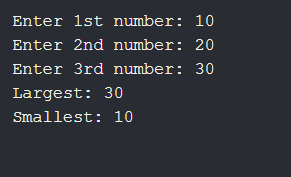 Enter 1st number: 10
Enter 2nd number: 20
Enter 3rd number: 30
Largest: 30
Smallest: 10